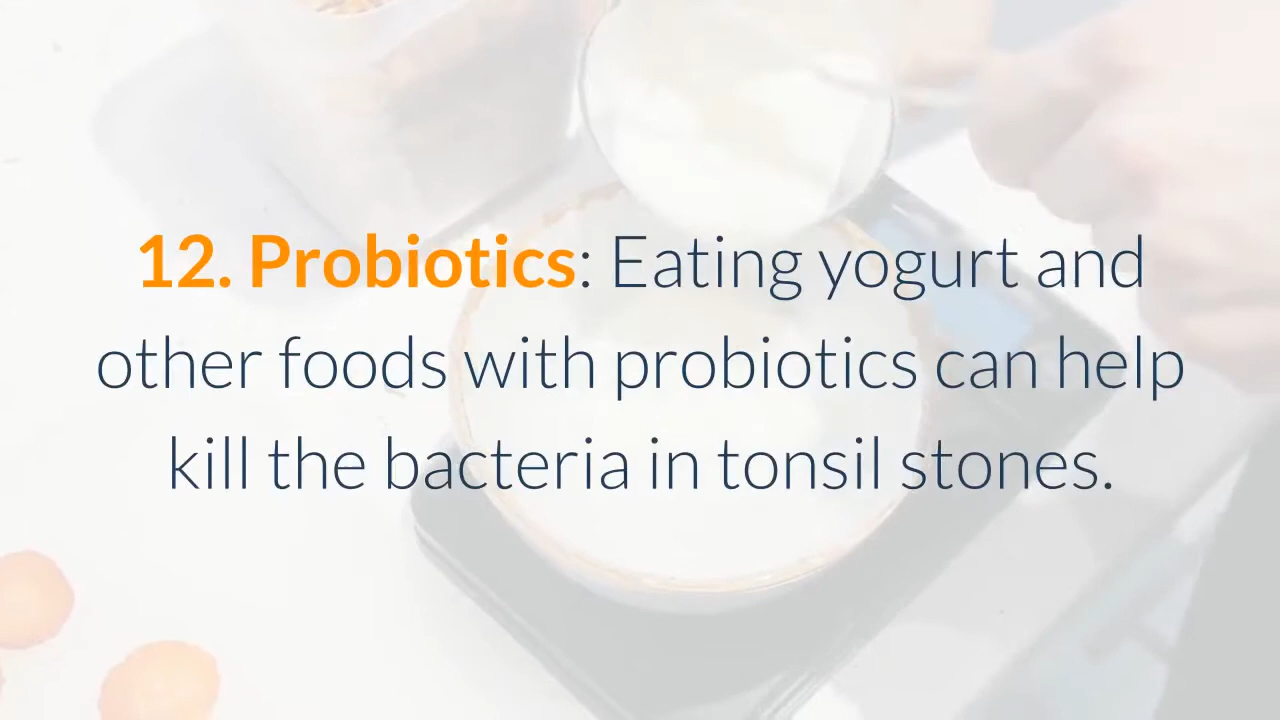 12. Probiotics: Eating yogurt and
other foods with probiotics can help
kill the bacteria in tonsil stones.